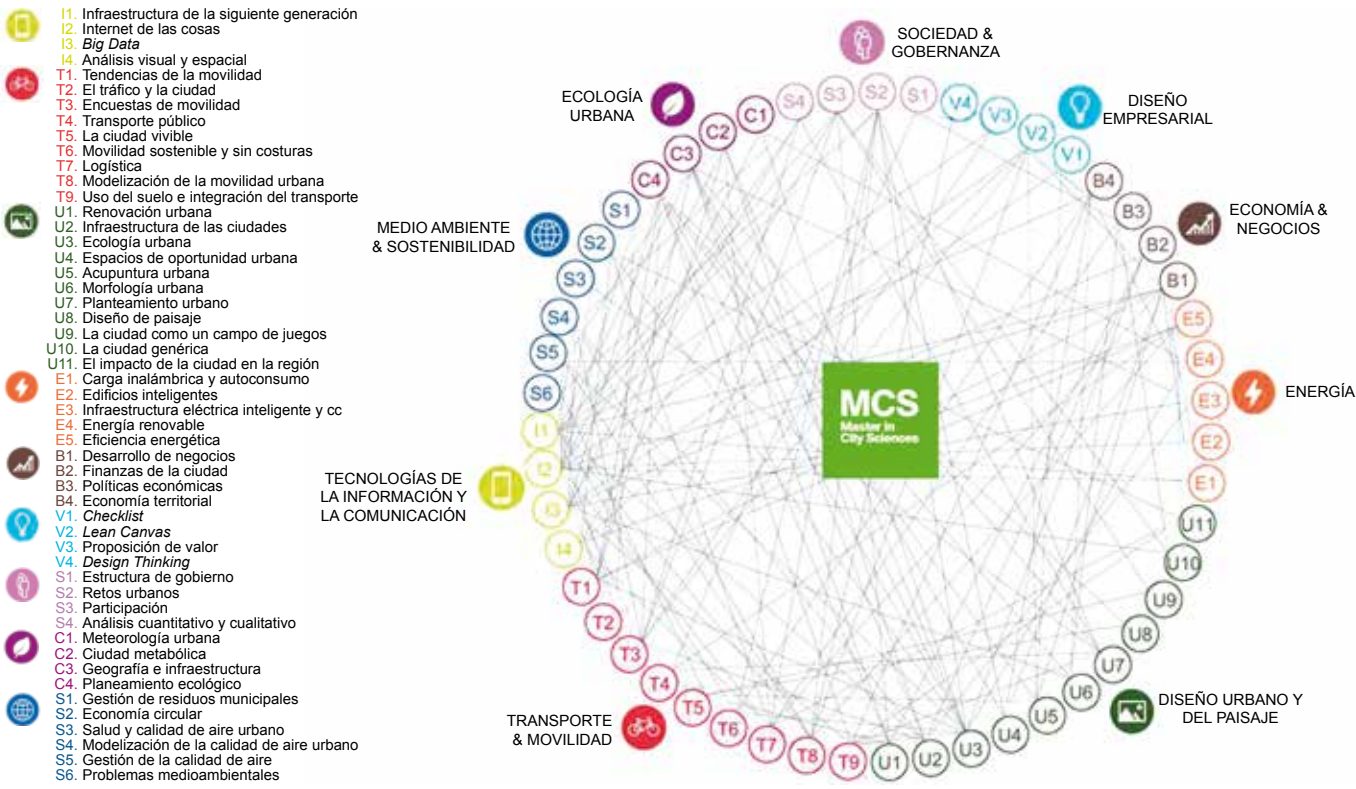 I1. Infraestructura de la siguiente generación
I2. Internet de las cosas
I3. Big Data
I4. Análisis visual y espacial
T1. Tendencias de la movilidad
T2. El tráfico y la ciudad
T3. Encuestas de movilidad
T4. Transporte público
T5. La ciudad vivible
T6. Movilidad sostenible y sin costuras
T7. Logística
T8. Modelización de la movilidad urbana
T9. Uso del suelo e integración del transporte
U1. Renovación urbana
U2. Infraestructura de las ciudades
U3. Ecología urbana
U4. Espacios de oportunidad urbana
U5. Acupuntura urbana
U6. Morfología urbana
U7. Planteamiento urbano
U8. Diseño de paisaje
U9. La ciudad como un campo de juegos
U10. La ciudad genérica
U11. El impacto de la ciudad en la región
E1. Carga inalámbrica y autoconsumo
E2. Edificios inteligentes
E3. Infraestructura eléctrica inteligente y cc
E4. Energía renovable
E5. Eficiencia energética
B1. Desarrollo de negocios
B2. Finanzas de la ciudad
B3. Políticas económicas
B4. Economía territorial
V1. Checklist
V2. Lean Canvas
V3. Proposición de valor
V4. Design Thinking
S1. Estructura de gobierno
S2. Retos urbanos
S3. Participación
S4. Análisis cuantitativo y cualitativo
C1. Meteorología urbana
C2. Ciudad metabólica
C3. Geografía e infraestructura
C4. Planeamiento ecológico
S1. Gestión de residuos municipales
S2. Economía circular
S3. Salud y calidad de aire urbano
S4. Modelización de la calidad de aire urbano
S5. Gestión de la calidad de aire
S6. Problemas medioambientales
SOCIEDAD &
GOBERNANZA
S4
S3
S2
S1
DISEÑO
EMPRESARIAL
V4
V3
V2
V1
ECONOMÍA &
NEGOCIOS
B4
B3
B2
B1
ENERGÍA
E5
E4
E3
E2
E1
DISEÑO URBANO Y
DEL PAISAJE
U11
U10
U9
U8
U7
U6
U5
U4
U3
U2
U1
TRANSPORTE
& MOVILIDAD
T9
T8
T7
T6
T5
T4
T3
T2
T1
TECNOLOGÍAS DE
LA INFORMACIÓN Y
LA COMUNICACIÓN
I4
I3
I2
I1
MEDIO AMBIENTE
& SOSTENIBILIDAD
S6
S5
S4
S3
S2
S1
ECOLOGÍA
URBANA
C4
C3
C2
C1
MCS
Master in
City Sciences